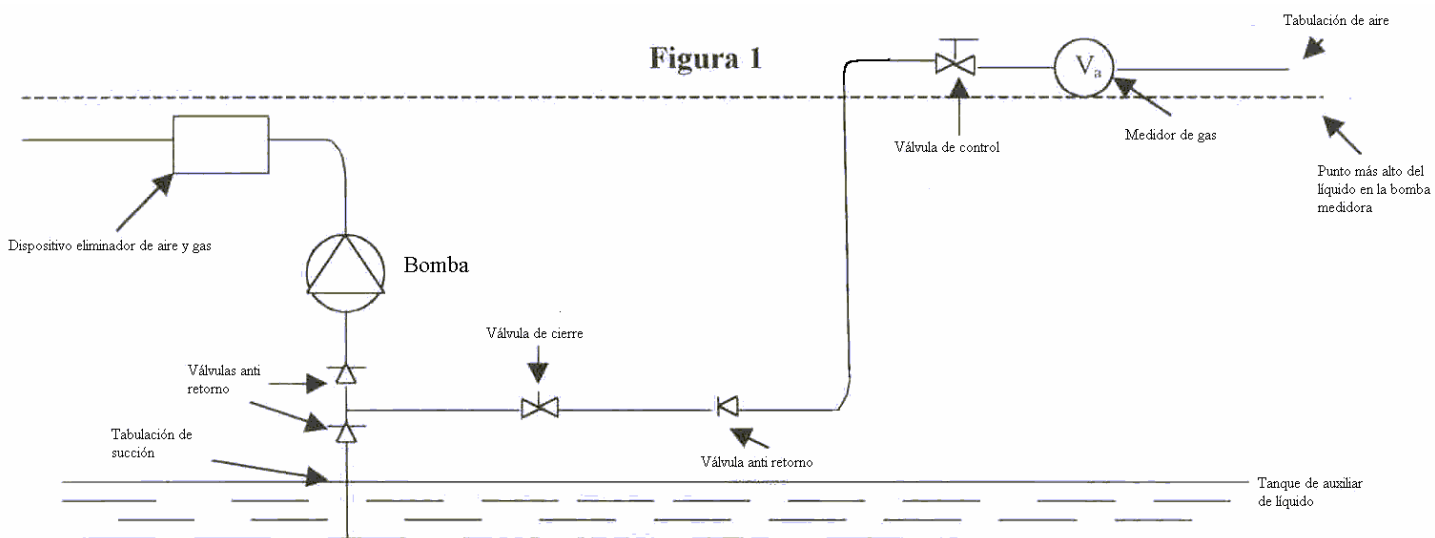 Tabulación de aire
Figura 1
V a
Medidor de gas
Válvula de control
Punto más alto del
líquido en la bomba
medidora
Dispositivo eliminador de aire y gas
Bomba
Válvula de cierre
Válvulas anti
retorno
Tabulación de
succión
Válvula anti retorno
Tanque de auxiliar
de líquido